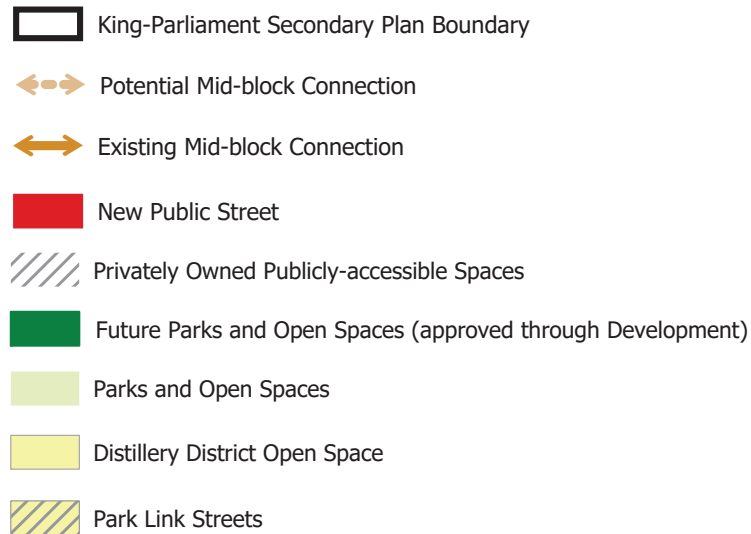 King-Parliament Secondary Plan Boundary
Potential Mid-block Connection
Existing Mid-block Connection
New Public Street
Privately Owned Publicly-accessible Spaces
Future Parks and Open Spaces (approved through Development)
Parks and Open Spaces
Distillery District Open Space
Park Link Streets